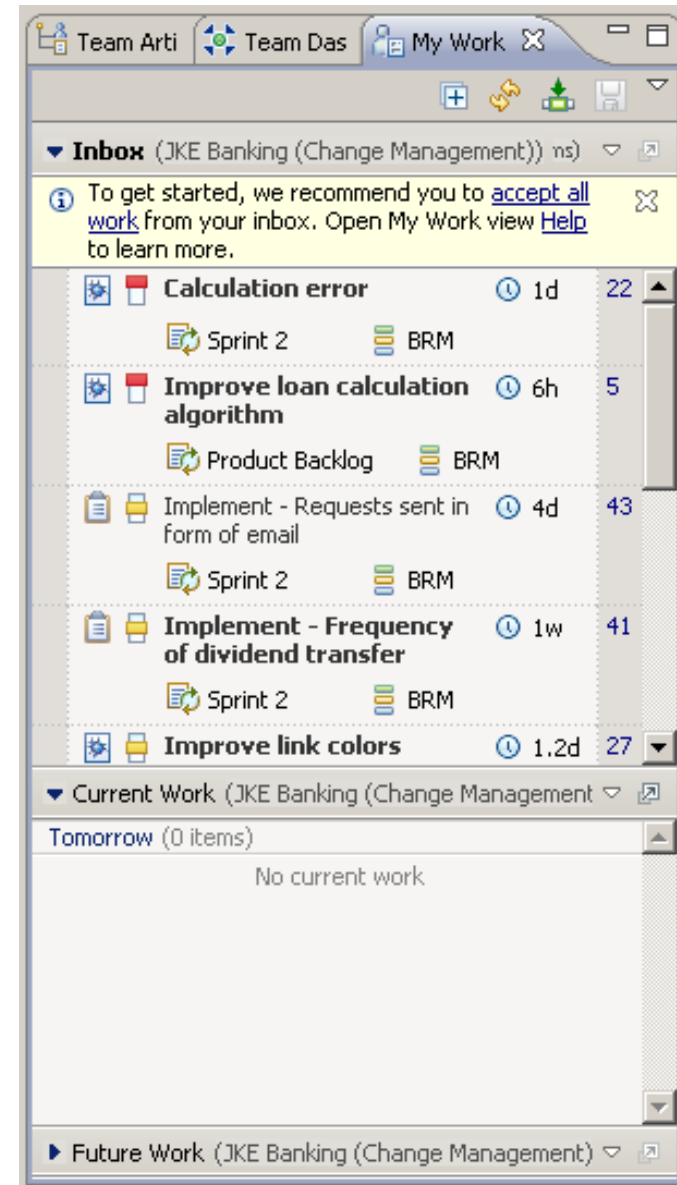 Team Arti Team Das My Work
Inbox (JKE Banking (Change Management)) ns)
To get started, we recommend you to accept all
work from your inbox. Open My Work view Help
to learn more.
Calculation error 1d 22
Sprint 2 BRM
Improve loan calculation 6h 5
algorithm
Product Backlog BRM
Implement - Requests sent in 4d 43
form of email
Sprint 2 BRM
Implement - Frequency 1w 41
of dividend transfer
Sprint 2 BRM
Improve link colors 1.2d 27
Current Work (JKE Banking (Change Management
Tomorrow (0 items)
No current work
Future Work (JKE Banking (Change Management)